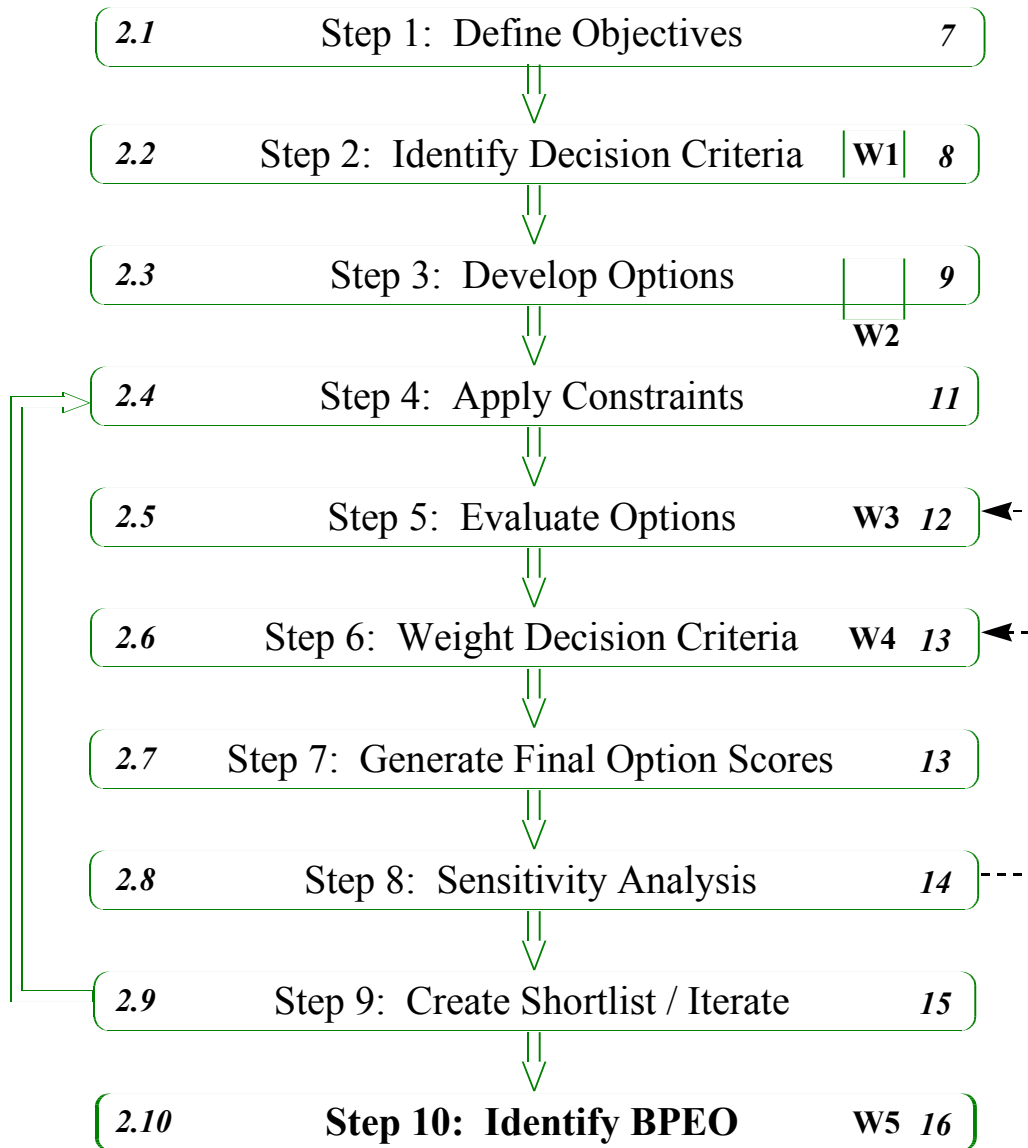 2.1 Step 1: Define Objectives 7
2.2 Step 2: Identify Decision Criteria W1 8
2.3 Step 3: Develop Options 9
W2
2.4 Step 4: Apply Constraints 11
2.5 Step 5: Evaluate Options W3 12
2.6 Step 6: Weight Decision Criteria W4 13
2.7 Step 7: Generate Final Option Scores 13
2.8 Step 8: Sensitivity Analysis 14
2.9 Step 9: Create Shortlist / Iterate 15
2.10 Step 10: Identify BPEO W5 16